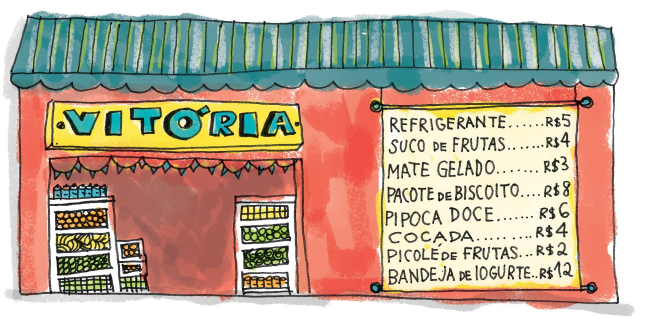 VITÓRIA
REFRIGERANTE......R$5
SUCO DE FRUTAS...R$4
MATE GELADO......R$3
PACOTE DE BISCOITO....R$8
PIPOCA DOCE...... R$6
COCADA......... R$4
PICOLÉ DE FRUTAS... R$2
BANDEJA DE IOGURTE..R$12